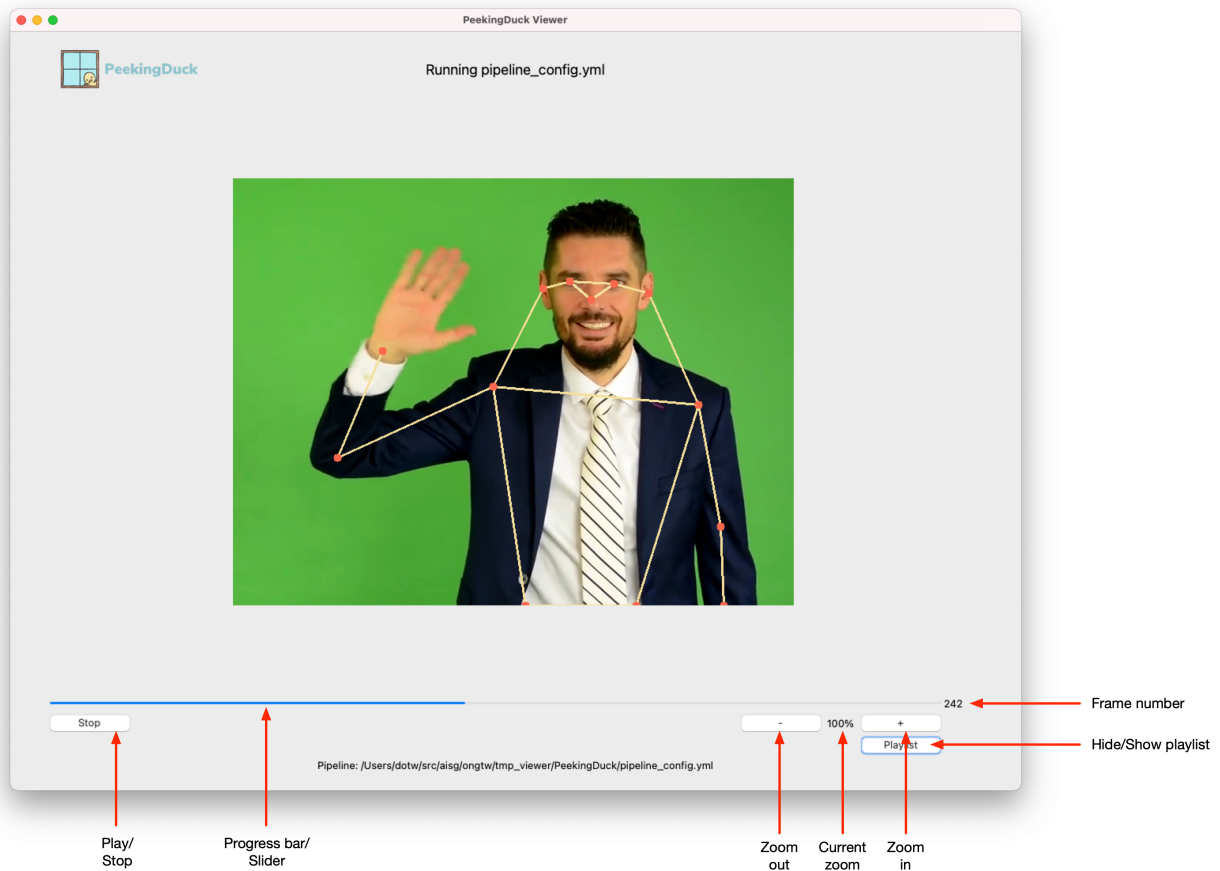 PeekingDuck Viewer
PeekingDuck
Running pipeline_config.yml
242
Frame number
Stop
-
100%
+
Playlist
Hide/Show playlist
Pipeline: /Users/dotw/src/aisg/ongtw/tmp_viewer/PeekingDuck/pipeline_config.yml
Play/
Stop
Progress bar/
Slider
Zoom
out
Current
zoom
Zoom
in